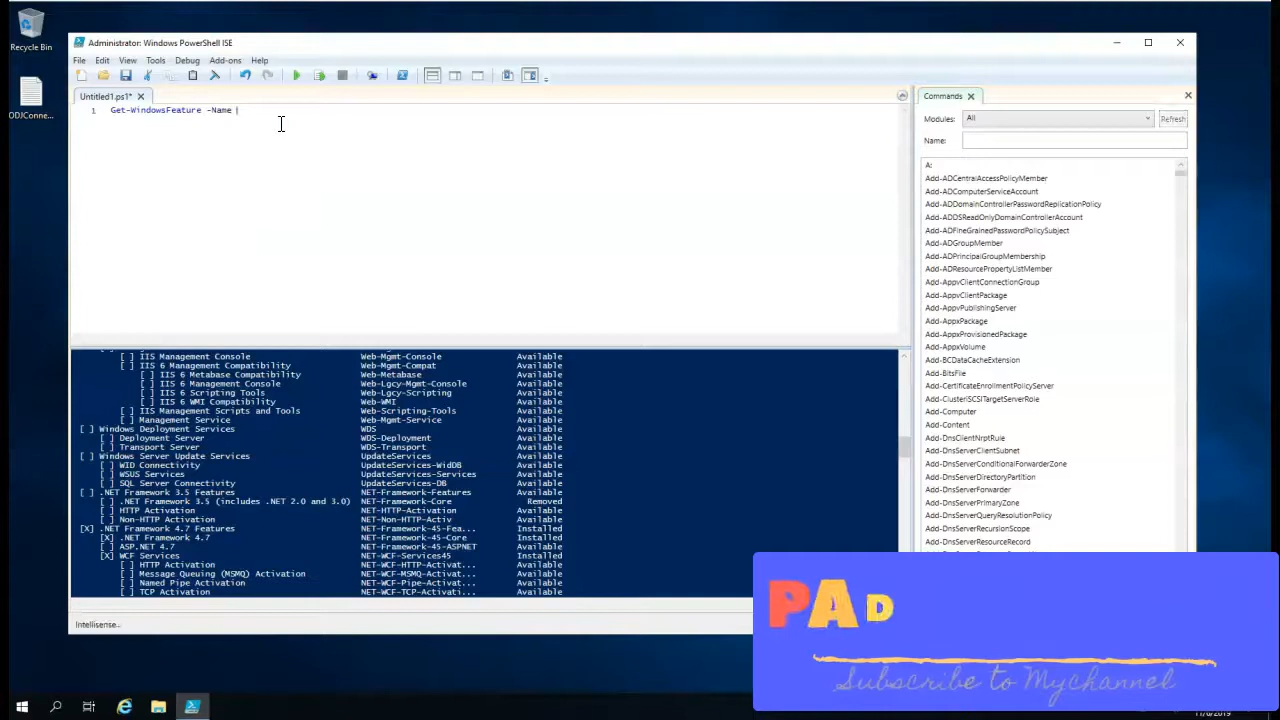 Recycle Bin
ODJConne...
Administrator: Windows PowerShell ISE
File Edit View Tools Debug Add-ons Help
Untitled1.ps1*
1 Get-WindowsFeature -Name
[ ] IIS Management Console Web-Mgmt-Console Available
[ ] IIS 6 Management Compatibility Web-Mgmt-Compat Available
[ ] IIS 6 Metabase Compatibility Web-Metabase Available
[ ] IIS 6 Management Console Web-Lgcy-Mgmt-Console Available
[ ] IIS 6 Scripting Tools Web-Lgcy-Scripting Available
[ ] IIS 6 WMI Compatibility Web-WMI Available
[ ] IIS Management Scripts and Tools Web-Scripting-Tools Available
[ ] Management Service Web-Mgmt-Service Available
[ ] Windows Deployment Services WDS Available
[ ] Deployment Server WDS-Deployment Available
[ ] Transport Server WDS-Transport Available
[ ] Windows Server Update Services UpdateServices Available
[ ] WID Connectivity UpdateServices-WidDB Available
[ ] WSUS Services UpdateServices-Services Available
[ ] SQL Server Connectivity UpdateServices-DB Available
[ ] .NET Framework 3.5 Features NET-Framework-Features Available
[ ] .NET Framework 3.5 (includes .NET 2.0 and 3.0) NET-Framework-Core Removed
[ ] HTTP Activation NET-HTTP-Activation Available
[ ] Non-HTTP Activation NET-Non-HTTP-Activ Available
[X] .NET Framework 4.7 Features NET-Framework-45-Fea... Installed
[X] .NET Framework 4.7 NET-Framework-45-Core Installed
[ ] ASP.NET 4.7 NET-Framework-45-ASPNET Available
[X] WCF Services NET-WCF-Services45 Installed
[ ] HTTP Activation NET-WCF-HTTP-Activat... Available
[ ] Message Queuing (MSMQ) Activation NET-WCF-MSMQ-Activat... Available
[ ] Named Pipe Activation NET-WCF-Pipe-Activat... Available
[ ] TCP Activation NET-WCF-TCP-Activati... Available
Intellisense..
Commands
Modules: All Refresh
Name:
A:
Add-ADCentralAccessPolicyMember
Add-ADComputerServiceAccount
Add-ADDomainControllerPasswordReplicationPolicy
Add-ADDSReadOnlyDomainControllerAccount
Add-ADFineGrainedPasswordPolicySubject
Add-ADGroupMember
Add-ADPrincipalGroupMembership
Add-ADResourcePropertyListMember
Add-AppvClientConnectionGroup
Add-AppvClientPackage
Add-AppvPublishingServer
Add-AppxPackage
Add-AppxProvisionedPackage
Add-AppxVolume
Add-BCDataCacheExtension
Add-BitsFile
Add-CertificateEnrollmentPolicyServer
Add-ClusteriSCSITargetServerRole
Add-Computer
Add-Content
Add-DnsClientNrptRule
Add-DnsServerClientSubnet
Add-DnsServerConditionalForwarderZone
Add-DnsServerDirectoryPartition
Add-DnsServerForwarder
Add-DnsServerPrimaryZone
Add-DnsServerQueryResolutionPolicy
Add-DnsServerRecursionScope
Add-DnsServerResourceRecord
PAD
Subscribe to Mychannel